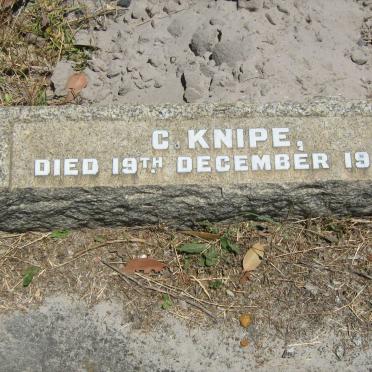 C. KNIPE,
DIED 19TH DECEMBER 19